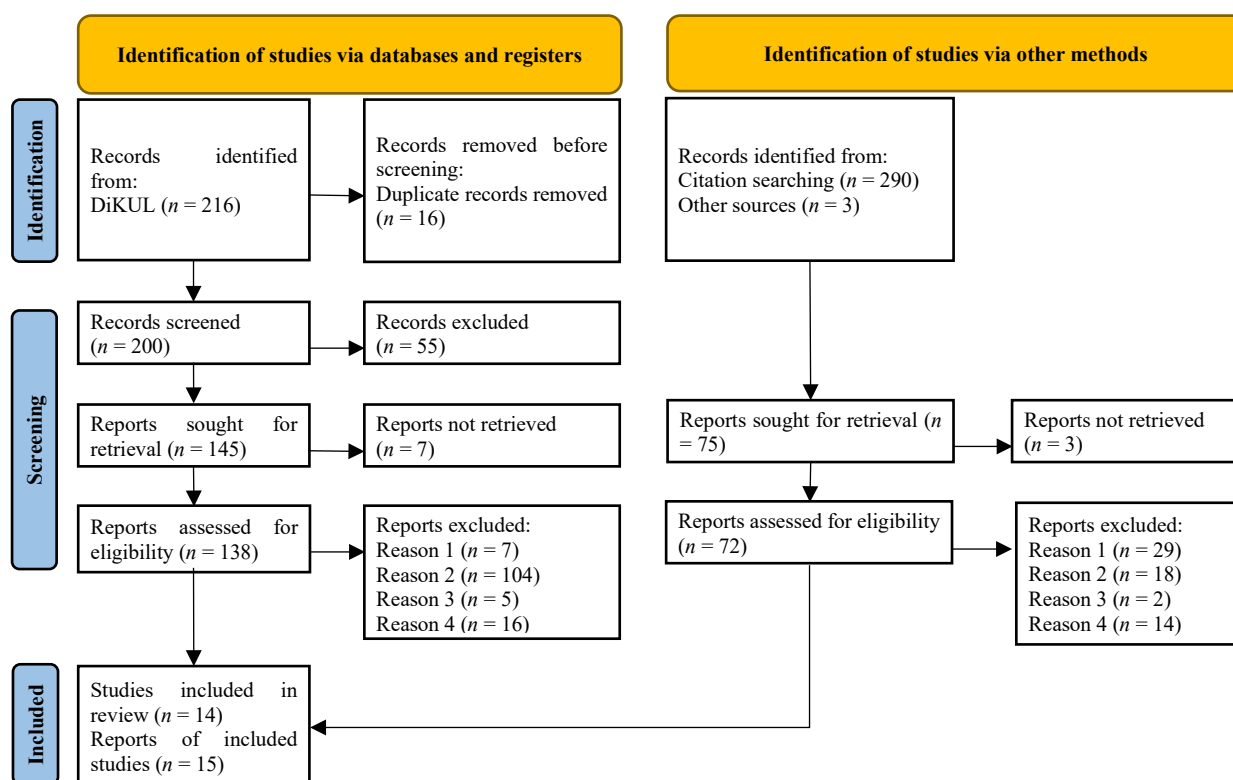 Identification of studies via databases and registers
Identification of studies via other methods
Identification
Records identified
from:
DiKUL (n = 216)
Records removed before
screening:
Duplicate records removed
(n = 16)
Records identified from:
Citation searching (n = 290)
Other sources (n = 3)
Screening
Records screened
(n = 200)
Records excluded
(n = 55)
Reports sought for
retrieval (n = 145)
Reports not retrieved
(n = 7)
Reports sought for retrieval (n
= 75)
Reports not retrieved
(n = 3)
Reports assessed for
eligibility (n = 138)
Reports excluded:
Reason 1 (n = 7)
Reason 2 (n = 104)
Reason 3 (n = 5)
Reason 4 (n = 16)
Reports assessed for eligibility
(n = 72)
Reports excluded:
Reason 1 (n = 29)
Reason 2 (n = 18)
Reason 3 (n = 2)
Reason 4 (n = 14)
Included
Studies included in
review (n = 14)
Reports of included
studies (n = 15)